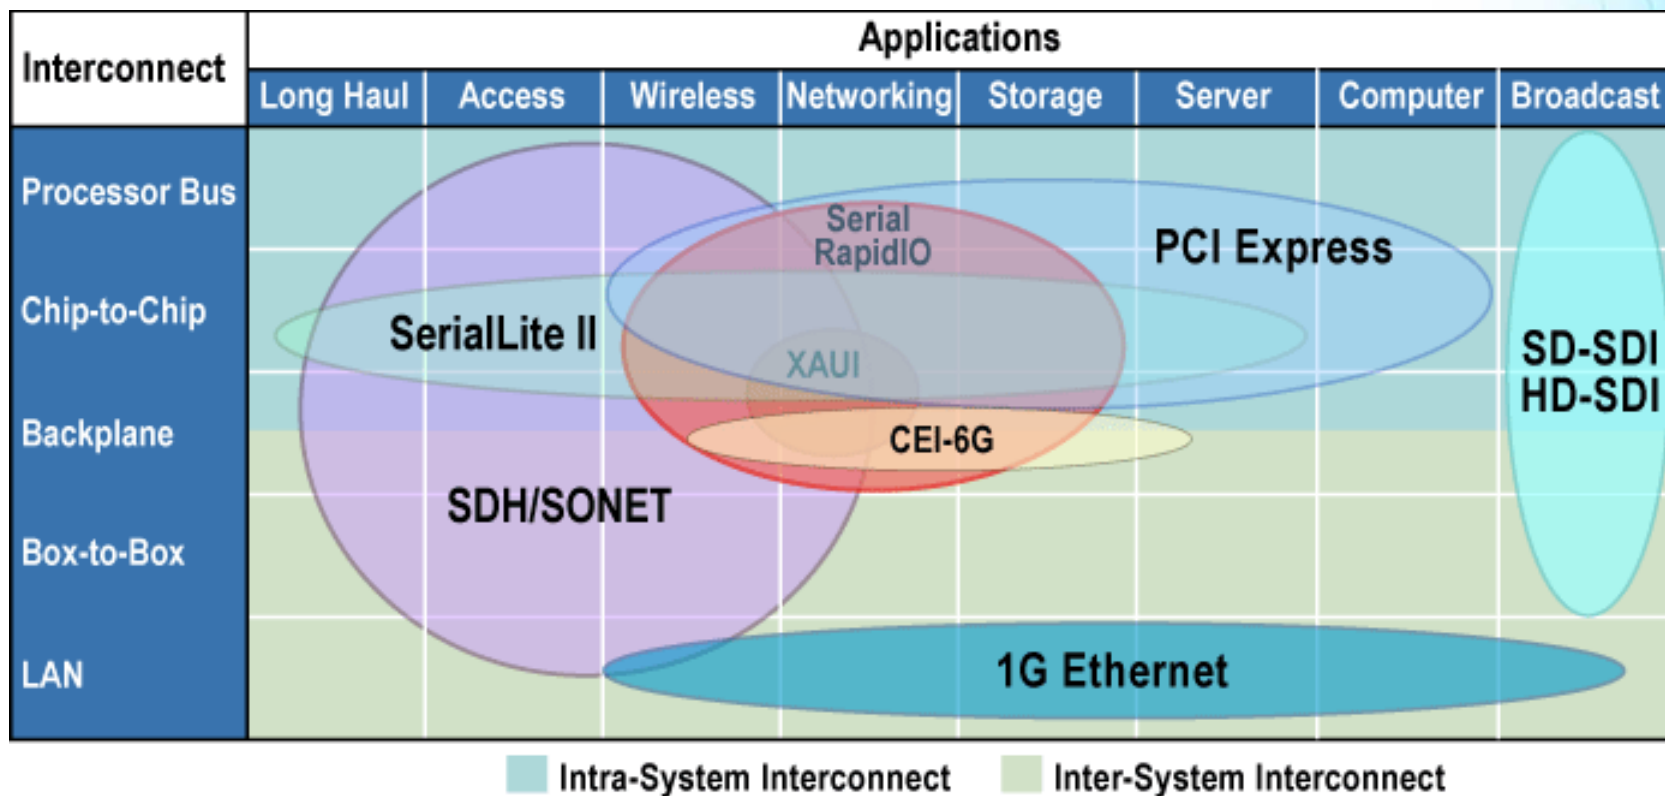 Interconnect
Applications
Long Haul Access Wireless Networking Storage Server Computer Broadcast
Processor Bus
Chip-to-Chip
Backplane
Box-to-Box
LAN
Serial
RapidIO
PCI Express
SerialLite II
XAUI
SD-SDI
HD-SDI
CEI-6G
SDH/SONET
1G Ethernet
Intra-System Interconnect
Inter-System Interconnect